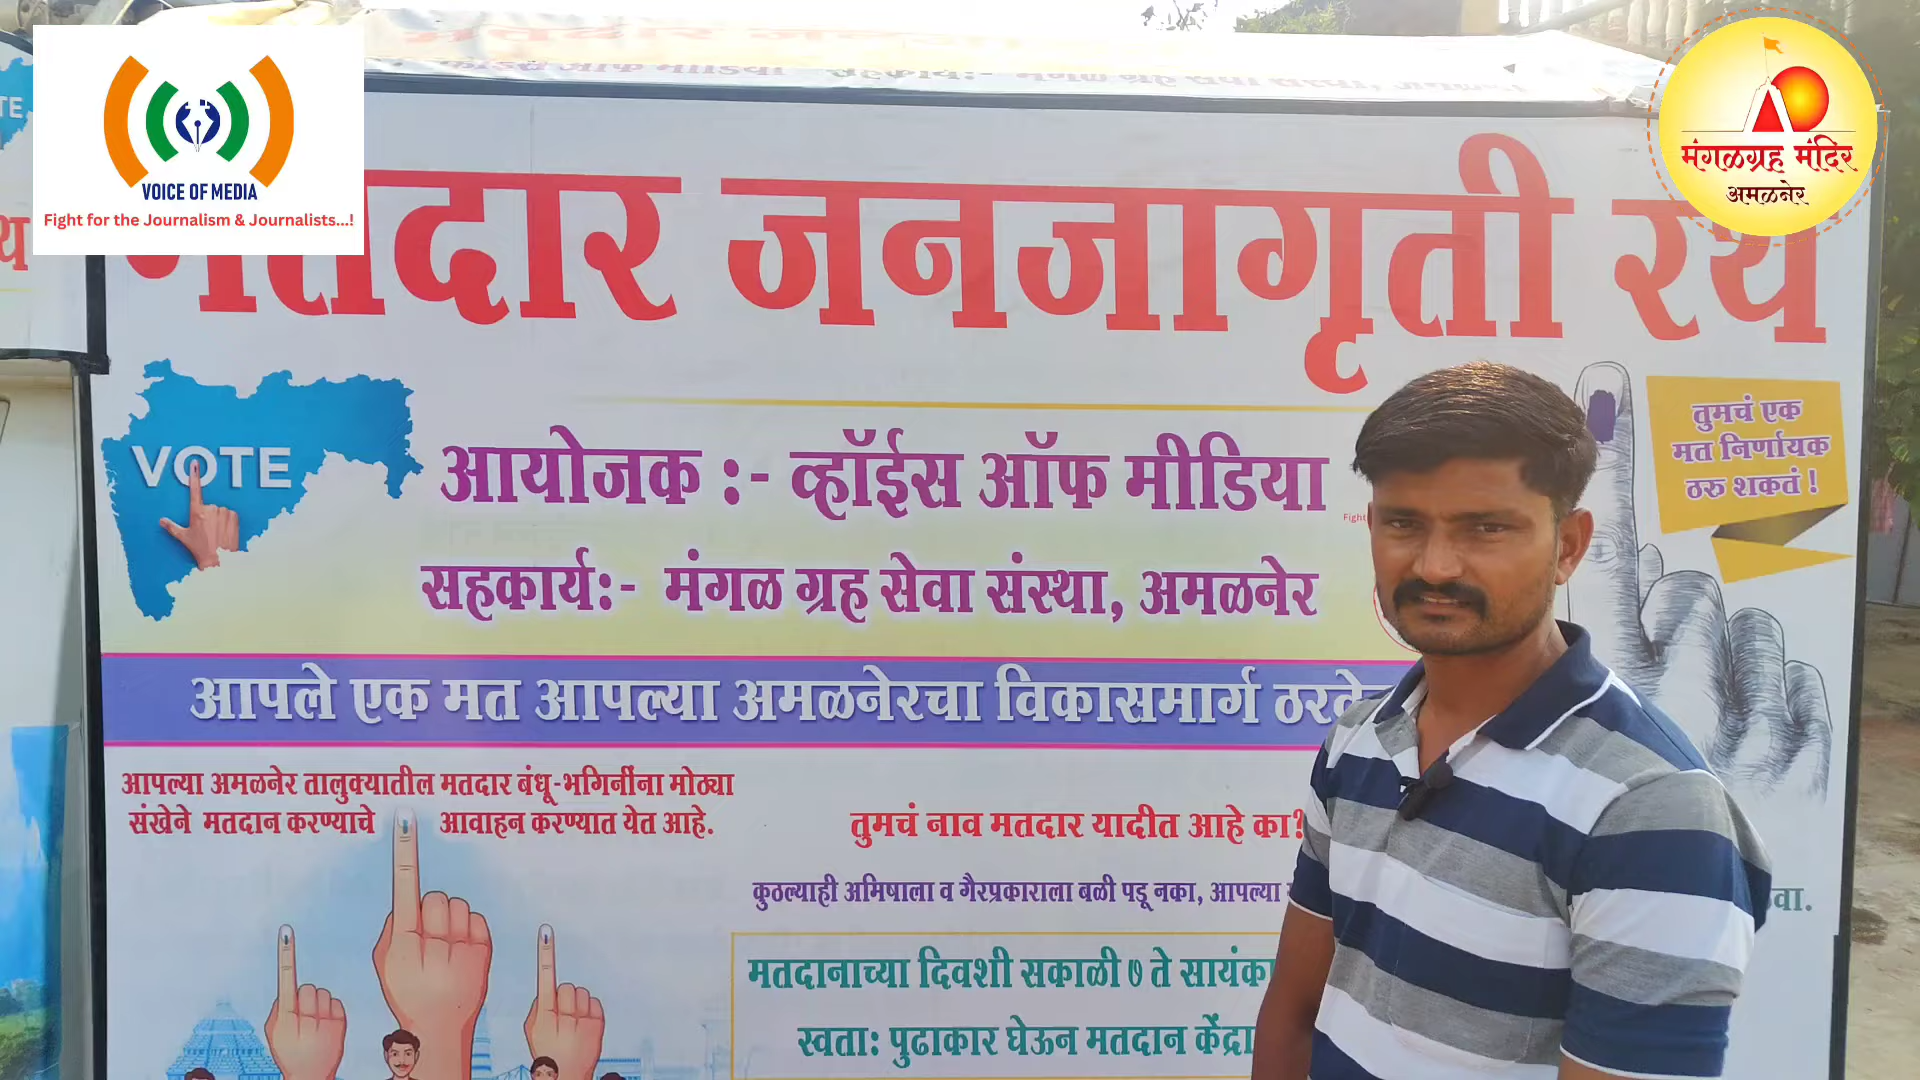 VOICE OF MEDIA
Fight for the Journalism & Journalists...!
मंगळग्रह मंदिर
अमळनेर
मतदार जनजागृती रथ
VOTE
आयोजक :- व्हॉईस ऑफ मीडिया
सहकार्य:- मंगळ ग्रह सेवा संस्था, अमळनेर
तुमचं एक
मत निर्णायक
ठरू शकतं !
Fight
आपले एक मत आपल्या अमळनेरचा विकासमार्ग
आपल्या अमळनेर तालुक्यातील मतदार बंधू-भगिनींना मोठ्या
संखेने मतदान करण्याचे आवाहन करण्यात येत आहे.
तुमचं नाव मतदार यादीत आहे का?
कुठल्याही अमिषाला व गैरप्रकाराला बळी पडू नका, आपल्या
मतदानाच्या दिवशी सकाळी ७ ते
स्वता: पुढाकार घेऊन मतदान